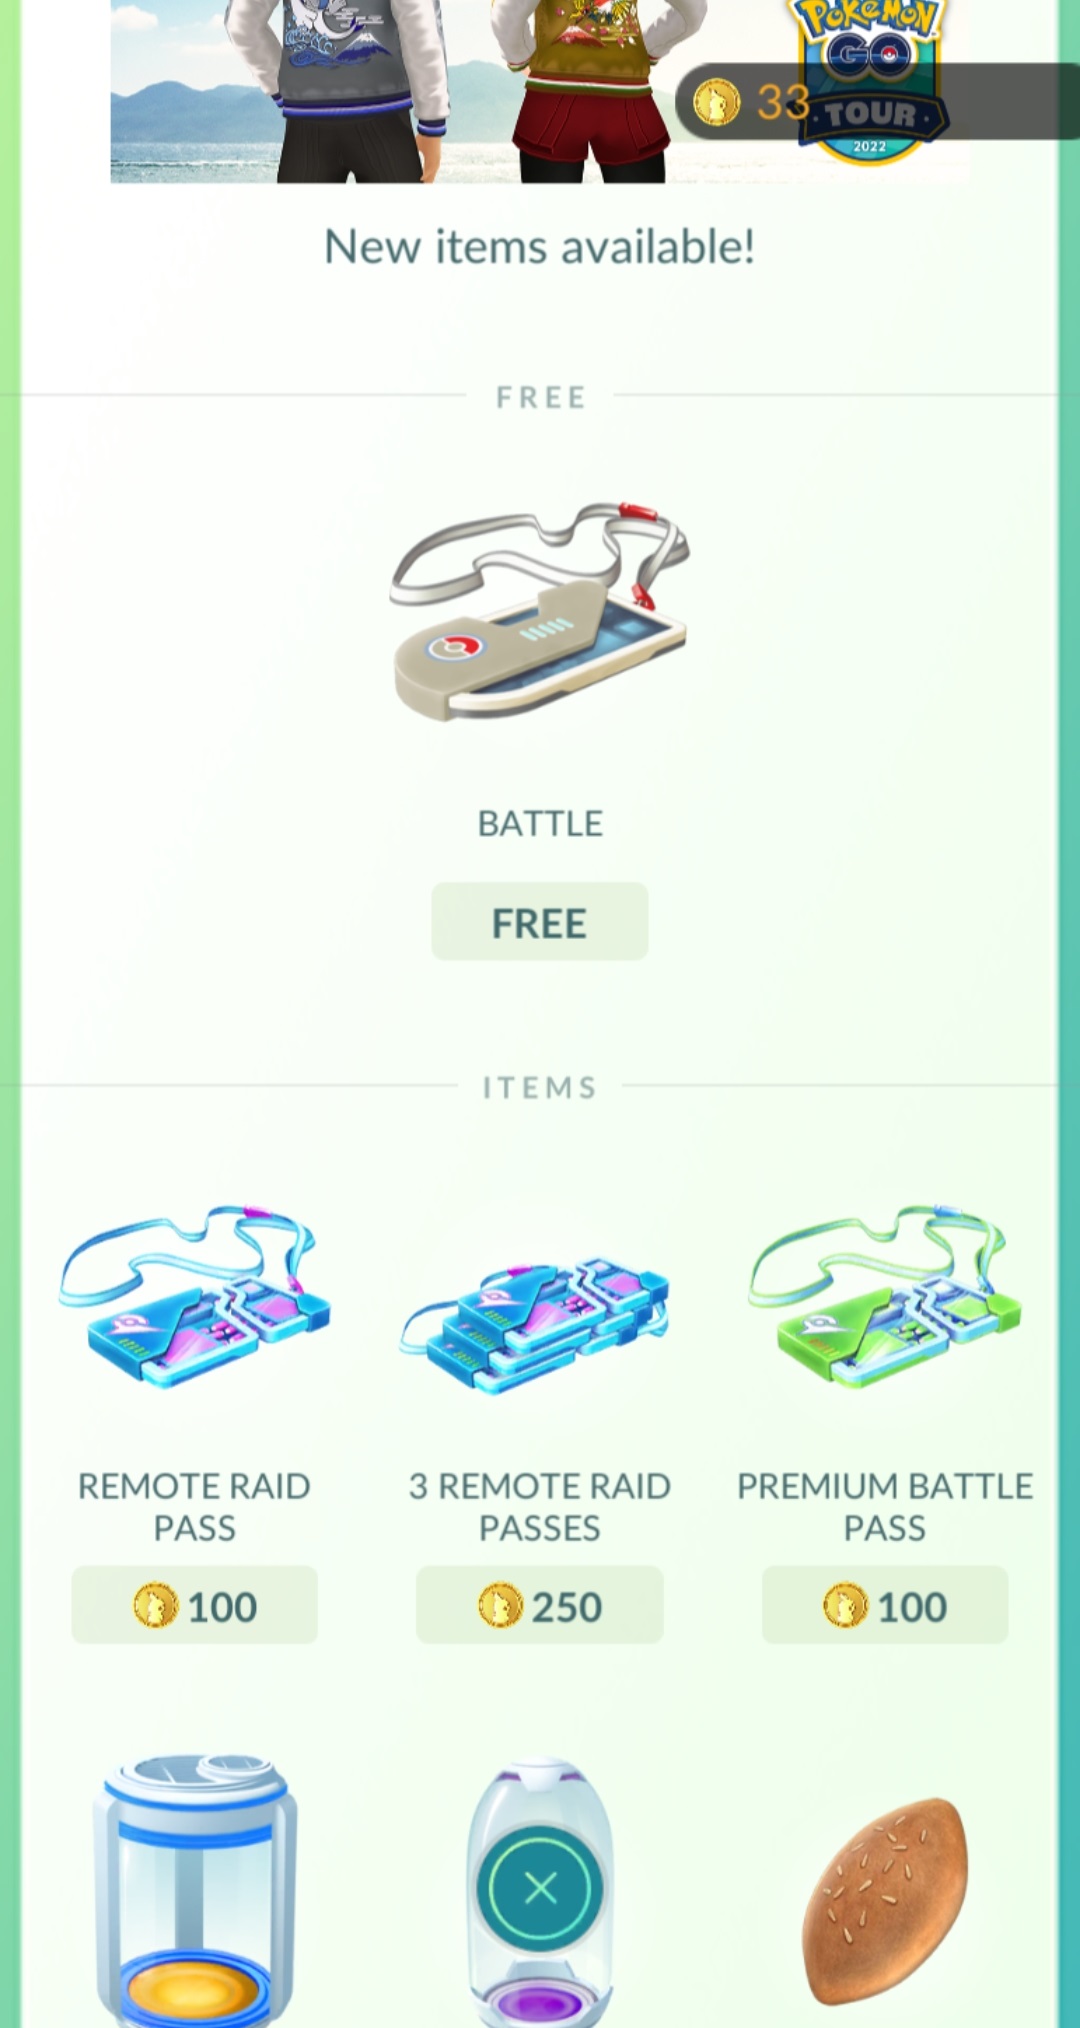 POKÉMON
GO
33
TOUR
2022
New items available!
FREE
BATTLE
FREE
ITEMS
REMOTE RAID
PASS
3 REMOTE RAID
PASSES
PREMIUM BATTLE
PASS
100
250
100